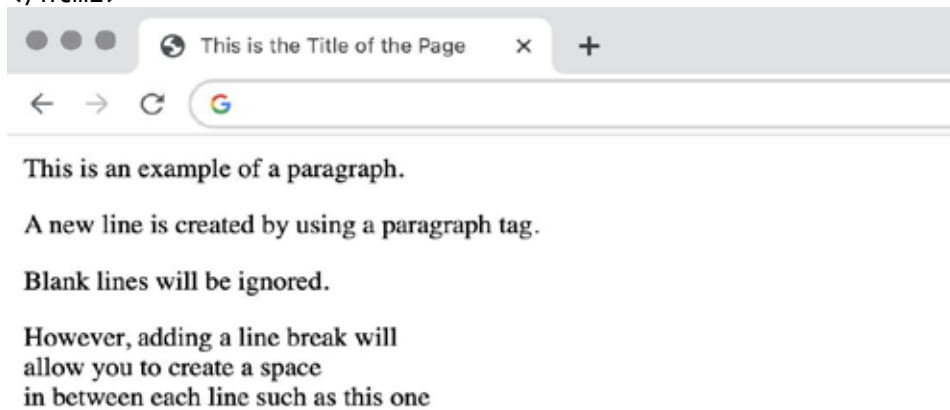 This is the Title of the Page
This is an example of a paragraph.
A new line is created by using a paragraph tag.
Blank lines will be ignored.
However, adding a line break will
allow you to create a space
in between each line such as this one